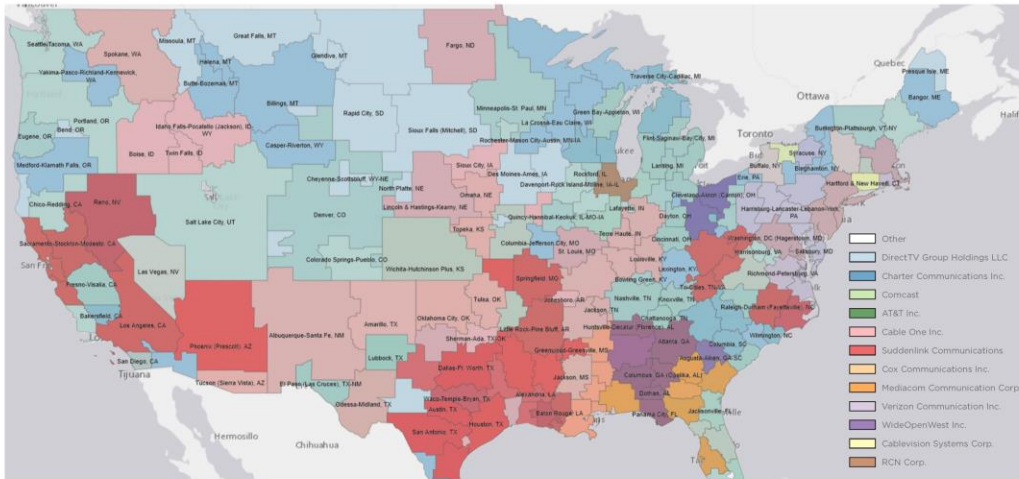 Vancouver
Seattle-Tacoma, WA
Spokane, WA
Missoula, MT
Great Falls, MT
Glendive, MT
Fargo, ND
Helena, MT
Butte-Bozeman, MT
Billings, MT
Yakima-Pasco-Richland-Kennewick, WA
Portland, OR
Bend, OR
Eugene, OR
Medford-Klamath Falls, OR
Boise, ID
Twin Falls, ID
Idaho Falls-Pocatello (Jackson), ID
WY
Casper-Riverton, WY
Rapid City, SD
Sioux Falls (Mitchell), SD
Minneapolis-St. Paul, MN
La Crosse-Eau Claire, WI
Green Bay-Appleton, WI
Rochester-Mason City-Austin, MN-IA
Traverse City-Cadillac, MI
Flint-Saginaw-Bay City, MI
Lansing, MI
Quebec
Ottawa
Toronto
Presque Isle, ME
Bangor, ME
Burlington-Plattsburgh, VT-NY
Syracuse, NY
Buffalo, NY
Binghamton, NY
Erie, PA
Hartford & New Haven, CT
Halif
Chico-Redding, CA
Reno, NV
Sacramento-Stockton-Modesto, CA
San Fr
Fresno-Visalia, CA
Bakersfield, CA
Los Angeles, CA
San Diego, CA
Tijuana
Las Vegas, NV
Salt Lake City, UT
Cheyenne-Scottsbluff, WY-NE
Denver, CO
Colorado Springs-Pueblo, CO
North Platte, NE
Lincoln & Hastings-Kearney, NE
Omaha, NE
Sioux City, IA
Des Moines-Ames, IA
Davenport-Rock Island-Moline, IA-IL
Rockford, IL
Quincy-Hannibal-Keokuk, IL-MO-IA
Topeka, KS
Wichita-Hutchinson Plus, KS
Columbia-Jefferson City, MO
St. Louis, MO
Springfield, MO
Lafayette, IN
Terre Haute, IN
Dayton, OH
Cincinnati, OH
Cleveland-Akron (Canton), OH
Louisville, KY
Lexington, KY
Bowling Green, KY
Harrisburg-Lancaster-Lebanon-York, PA
Washington, DC (Hagerstown, MD)
Harrisonburg, VA
Salisbury, MD
Richmond-Petersburg, VA
Tri-Cities, TN-VA
Raleigh-Durham (Fayetteville), NC
Wilmington, NC
Nashville, TN
Knoxville, TN
Chattanooga, TN
Jackson, TN
Jonesboro, AR
Huntsville-Decatur (Florence), AL
Columbia, SC
Augusta-Aiken, GA-SC
Atlanta, GA
Columbus, GA (Opelika, AL)
Dothan, AL
Panama City, FL
Jacksonville, FL
Phoenix (Prescott), AZ
Tucson (Sierra Vista), AZ
Albuquerque-Santa Fe, NM
El Paso (Las Cruces), TX-NM
Odessa-Midland, TX
Lubbock, TX
Amarillo, TX
Oklahoma City, OK
Tulsa, OK
Sherman-Ada, TX-OK
Little Rock-Pine Bluff, AR
Dallas-Ft. Worth, TX
Waco-Temple-Bryan, TX
Austin, TX
San Antonio, TX
Houston, TX
Greenwood-Greenville, MS
Jackson, MS
Alexandria, LA
Baton Rouge, LA
Hermosillo
Chihuahua
Other
DirectTV Group Holdings LLC
Charter Communications Inc.
Comcast
AT&T Inc.
Cable One Inc.
Suddenlink Communications
Cox Communications Inc.
Mediacom Communication Corp
Verizon Communication Inc.
WideOpenWest Inc.
Cablevision Systems Corp.
RCN Corp.